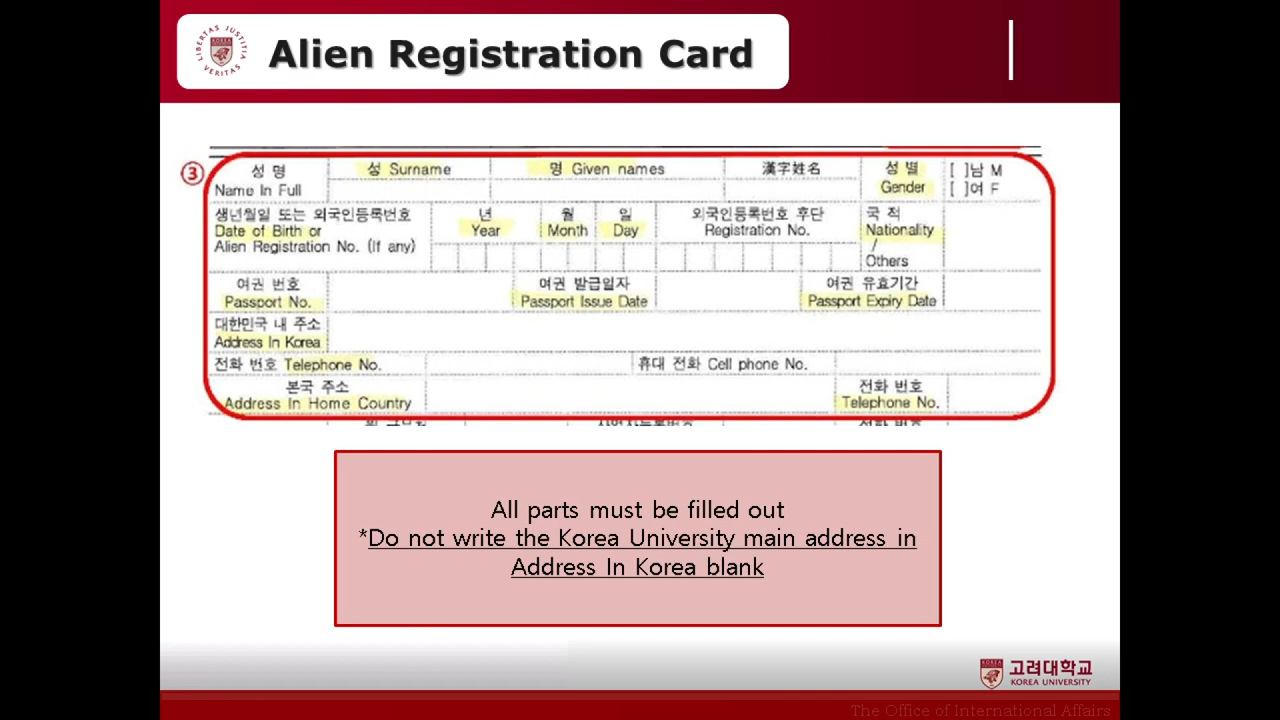 LIBERTAS JUSTITIA VERITAS
Alien Registration Card
③
성 명
Name In Full
성 Surname
명 Given names
漢字姓名
성 별
Gender
[ ]남 M
[ ]여 F
생년월일 또는 외국인등록번호
Date of Birth or
Alien Registration No. (If any)
년
Year
월
Month
일
Day
외국인등록번호 후단
Registration No.
국 적
Nationality
/
Others
여권 번호
Passport No.
여권 발급일자
Passport Issue Date
여권 유효기간
Passport Expiry Date
대한민국 내 주소
Address In Korea
전화 번호 Telephone No.
휴대 전화 Cell phone No.
본국 주소
Address In Home Country
전화 번호
Telephone No.
All parts must be filled out
*Do not write the Korea University main address in
Address In Korea blank
고려대학교
KOREA UNIVERSITY
The Office of International Affairs